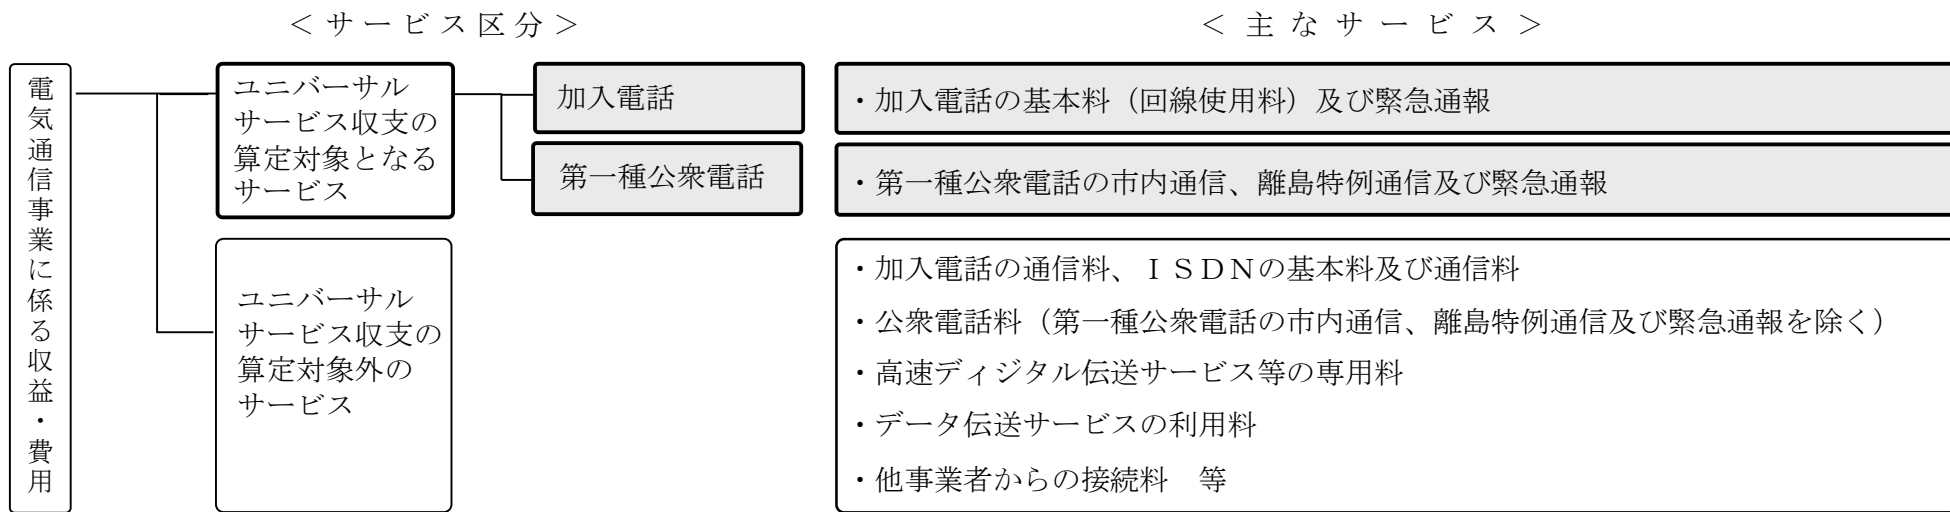 ＜サービス区分＞
＜主なサービス＞
電気通信事業に係る収益・費用
ユニバーサル
サービス収支の
算定対象となる
サービス
加入電話
・加入電話の基本料（回線使用料）及び緊急通報
第一種公衆電話
・第一種公衆電話の市内通信、離島特例通信及び緊急通報
ユニバーサル
サービス収支の
算定対象外の
サービス
・加入電話の通信料、ＩＳＤＮの基本料及び通信料
・公衆電話料（第一種公衆電話の市内通信、離島特例通信及び緊急通報を除く）
・高速ディジタル伝送サービス等の専用料
・データ伝送サービスの利用料
・他事業者からの接続料　等